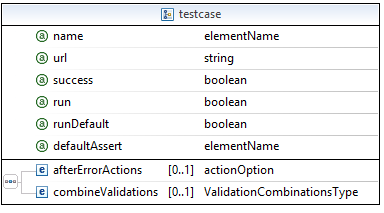 testcase
a name elementName
a url string
a success boolean
a run boolean
a runDefault boolean
a defaultAssert elementName
e afterErrorActions [0..1] actionOption
e combineValidations [0..1] ValidationCombinationsType